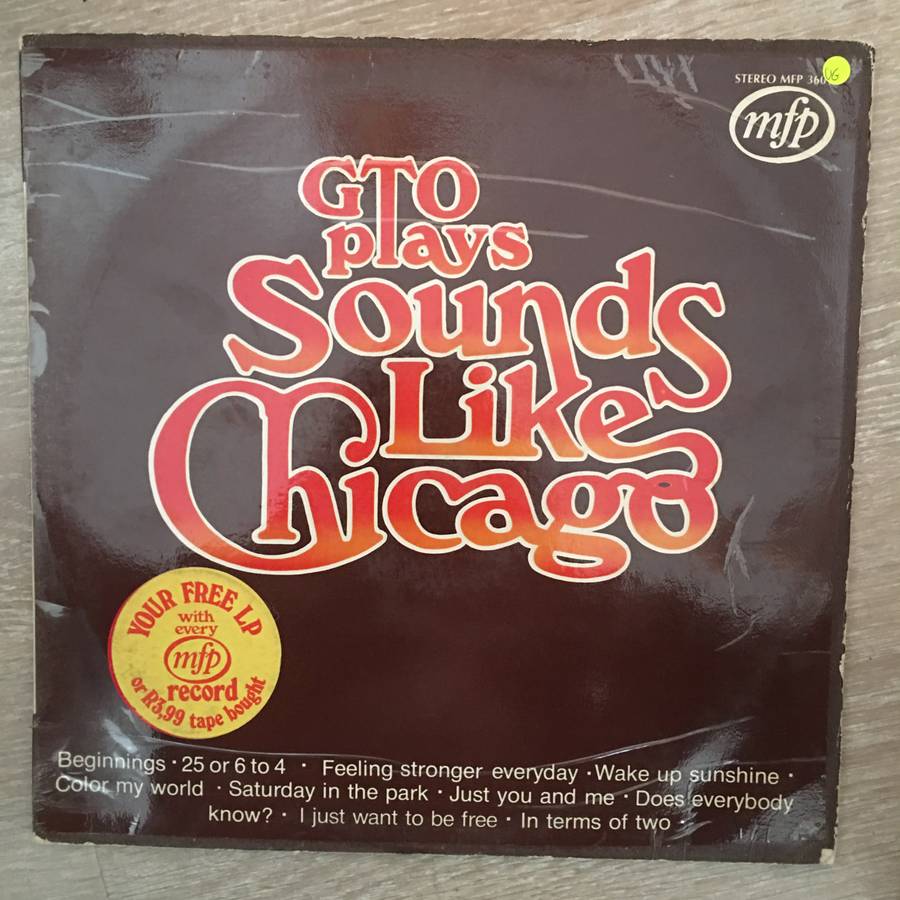 STEREO MFP 360
VG
mfp
GTO
plays
Sounds
Like
Chicago
YOUR FREE LP
with
every
mfp
record
or R3,99 tape bought
Beginnings · 25 or 6 to 4 · Feeling stronger everyday · Wake up sunshine ·
Color my world · Saturday in the park · Just you and me · Does everybody
know? · I just want to be free · In terms of two ·